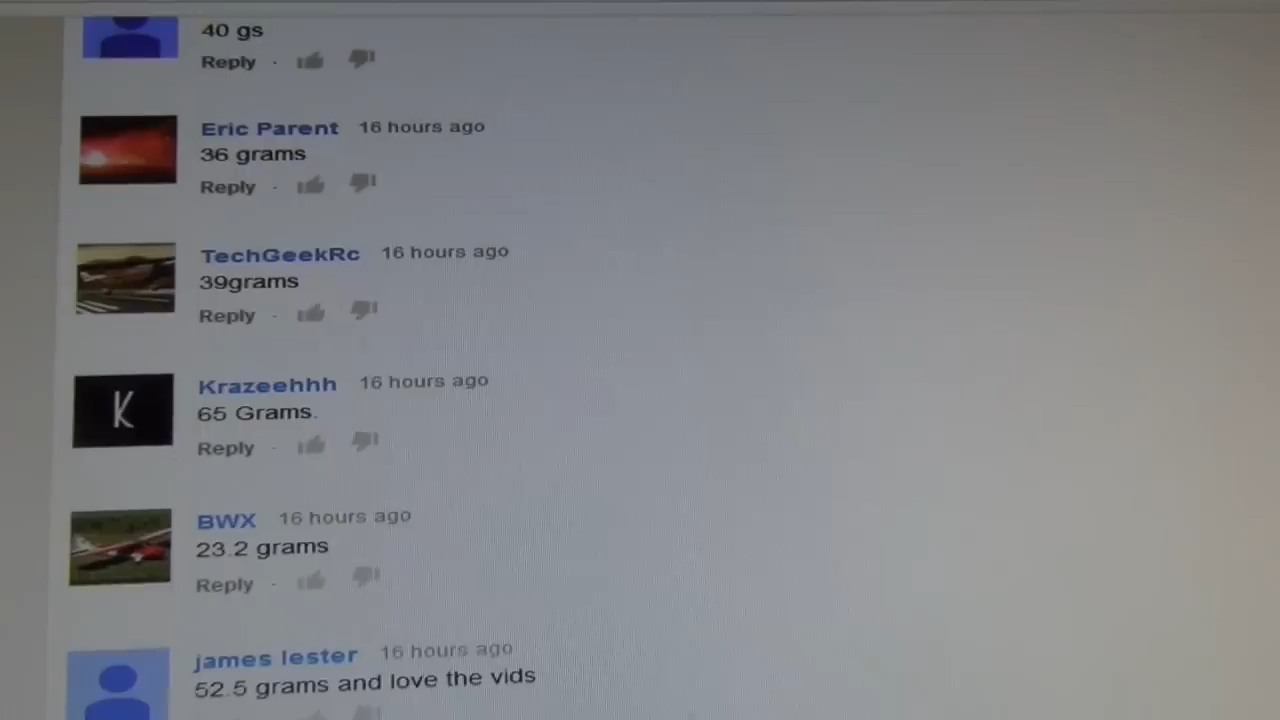 40 gs
Reply ·
Eric Parent 16 hours ago
36 grams
Reply ·
TechGeekRc 16 hours ago
39grams
Reply ·
K
Krazeehhh 16 hours ago
65 Grams.
Reply ·
BWX 16 hours ago
23.2 grams
Reply ·
james lester 16 hours ago
52.5 grams and love the vids